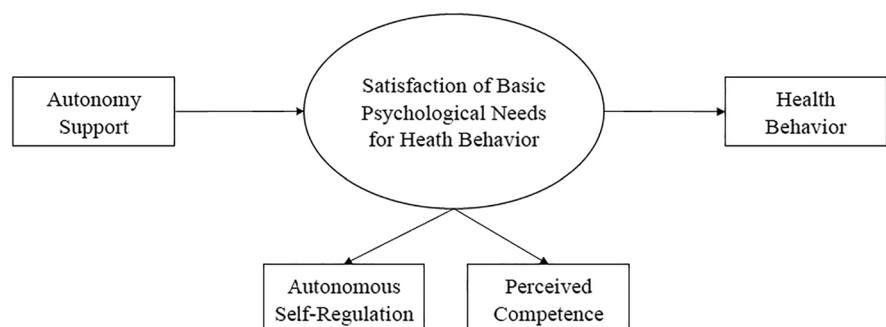 Autonomy
Support
Satisfaction of Basic
Psychological Needs
for Heath Behavior
Health
Behavior
Autonomous
Self-Regulation
Perceived
Competence